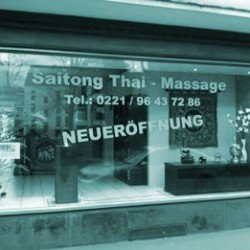 Saitong Thai - Massage
Tel.: 0221 / 96 43 72 86
NEUERÖFFNUNG